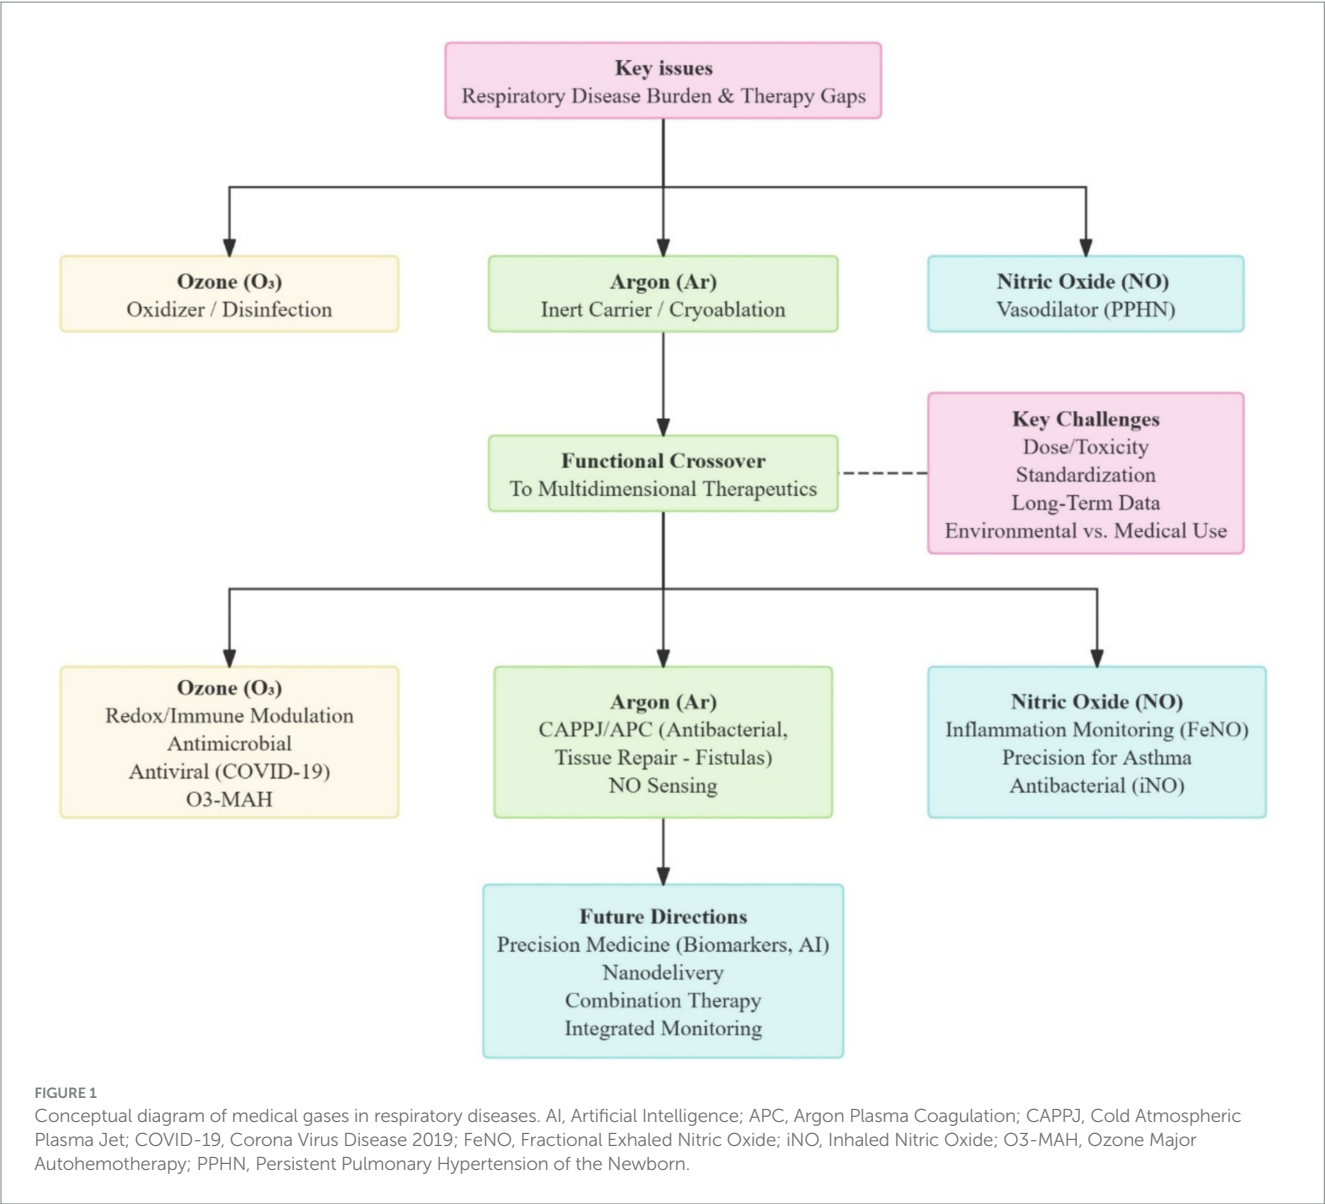 Key issues
Respiratory Disease Burden & Therapy Gaps
Ozone (O₃)
Oxidizer / Disinfection
Argon (Ar)
Inert Carrier / Cryoablation
Nitric Oxide (NO)
Vasodilator (PPHN)
Functional Crossover
To Multidimensional Therapeutics
Key Challenges
Dose/Toxicity
Standardization
Long-Term Data
Environmental vs. Medical Use
Ozone (O₃)
Redox/Immune Modulation
Antimicrobial
Antiviral (COVID-19)
O3-MAH
Argon (Ar)
CAPPJ/APC (Antibacterial,
Tissue Repair - Fistulas)
NO Sensing
Nitric Oxide (NO)
Inflammation Monitoring (FeNO)
Precision for Asthma
Antibacterial (iNO)
Future Directions
Precision Medicine (Biomarkers, AI)
Nanodelivery
Combination Therapy
Integrated Monitoring
FIGURE 1
Conceptual diagram of medical gases in respiratory diseases. AI, Artificial Intelligence; APC, Argon Plasma Coagulation; CAPPJ, Cold Atmospheric
Plasma Jet; COVID-19, Corona Virus Disease 2019; FeNO, Fractional Exhaled Nitric Oxide; iNO, Inhaled Nitric Oxide; O3-MAH, Ozone Major
Autohemotherapy; PPHN, Persistent Pulmonary Hypertension of the Newborn.